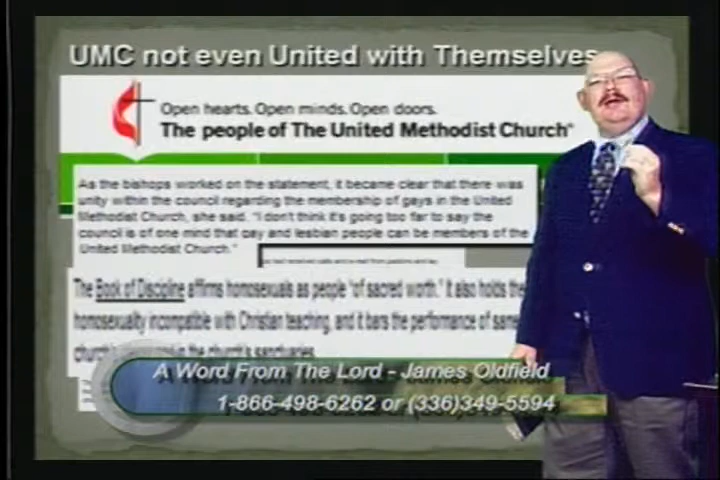 UMC not even United with Themselves
Open hearts. Open minds. Open doors.
The people of The United Methodist Church
As the bishops worked on the statement, it became clear that there was
unity within the council regarding the membership of gays in the United
Methodist Church, she said. "I don't think it's going too far to say the
council is of one mind that gay and lesbian people can be members of the
United Methodist Church."
The Book of Discipline affirms homosexuals as people "of sacred worth." It also holds the
homosexuality incompatible with Christian teaching, and it bars the performance of same
in the church's sanctuaries.
A Word From The Lord - James Oldfield
1-866-498-6262 or (336)349-5594